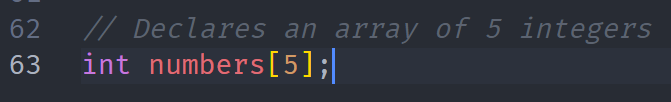 62 // Declares an array of 5 integers
63 int numbers[5];